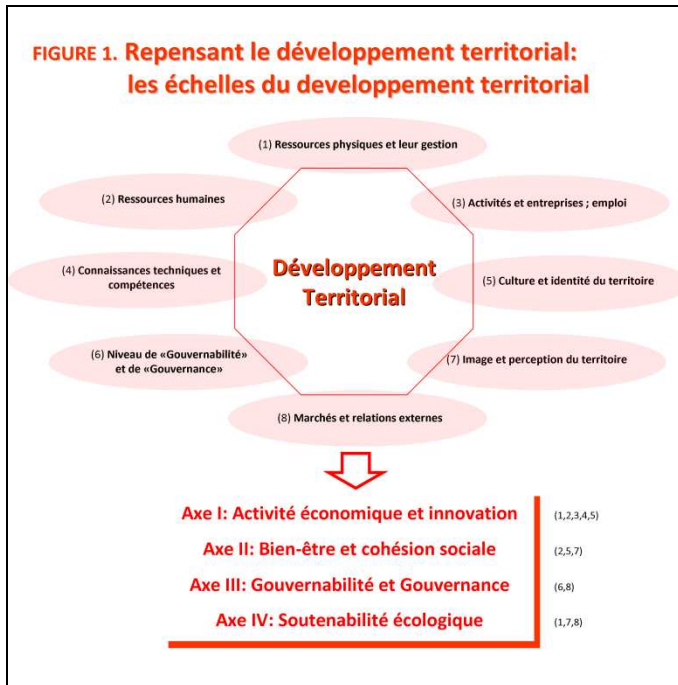 FIGURE 1. Repensant le développement territorial:
les échelles du developpement territorial
(1) Ressources physiques et leur gestion
(2) Ressources humaines
(3) Activités et entreprises ; emploi
(4) Connaissances techniques et
compétences
Développement
Territorial
(5) Culture et identité du territoire
(6) Niveau de «Gouvernabilité»
et de «Gouvernance»
(7) Image et perception du territoire
(8) Marchés et relations externes
Axe I: Activité économique et innovation (1,2,3,4,5)
Axe II: Bien-être et cohésion sociale (2,5,7)
Axe III: Gouvernabilité et Gouvernance (6,8)
Axe IV: Soutenabilité écologique (1,7,8)